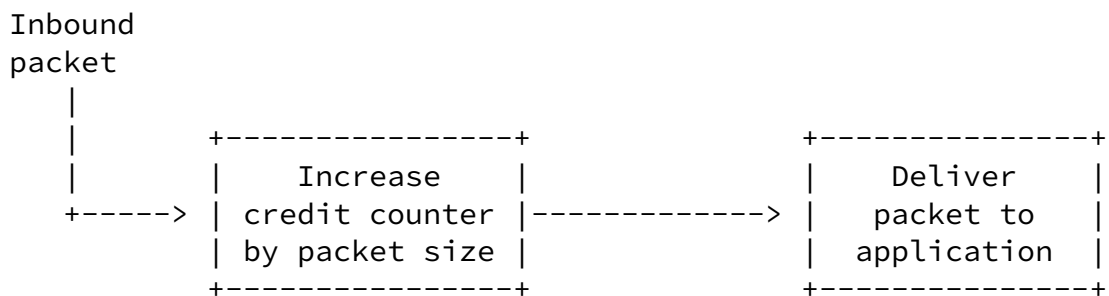 Inbound
packet
Increase
credit counter
by packet size
Deliver
packet to
application